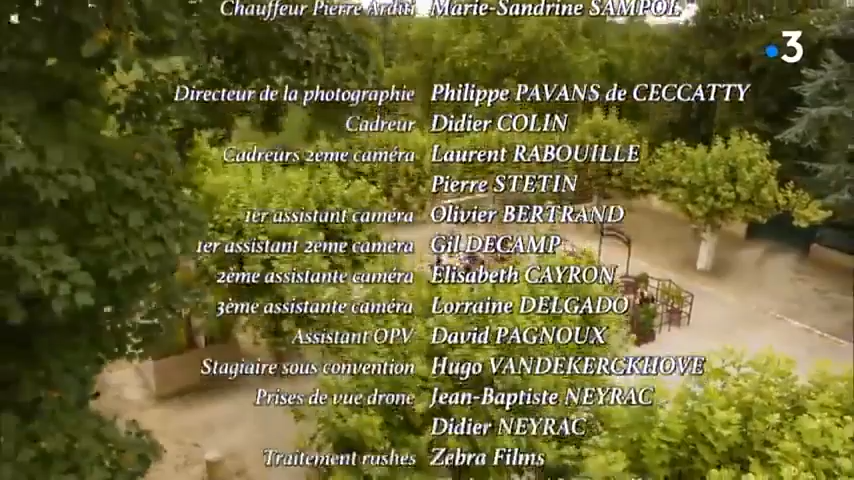 Chauffeur Pierre Arditi Marie-Sandrine SAMPOL
3
Directeur de la photographie Philippe PAVANS de CECCATTY
Cadreur Didier COLIN
Cadreurs 2ème caméra Laurent RABOUILLE
Pierre STETIN
1er assistant caméra Olivier BERTRAND
1er assistant 2ème caméra Gil DECAMP
2ème assistante caméra Elisabeth CAYRON
3ème assistante caméra Lorraine DELGADO
Assistant OPV David PAGNOUX
Stagiaire sous convention Hugo VANDEKERCKHOVE
Prises de vue drone Jean-Baptiste NEYRAC
Didier NEYRAC
Traitement rushes Zebra Films